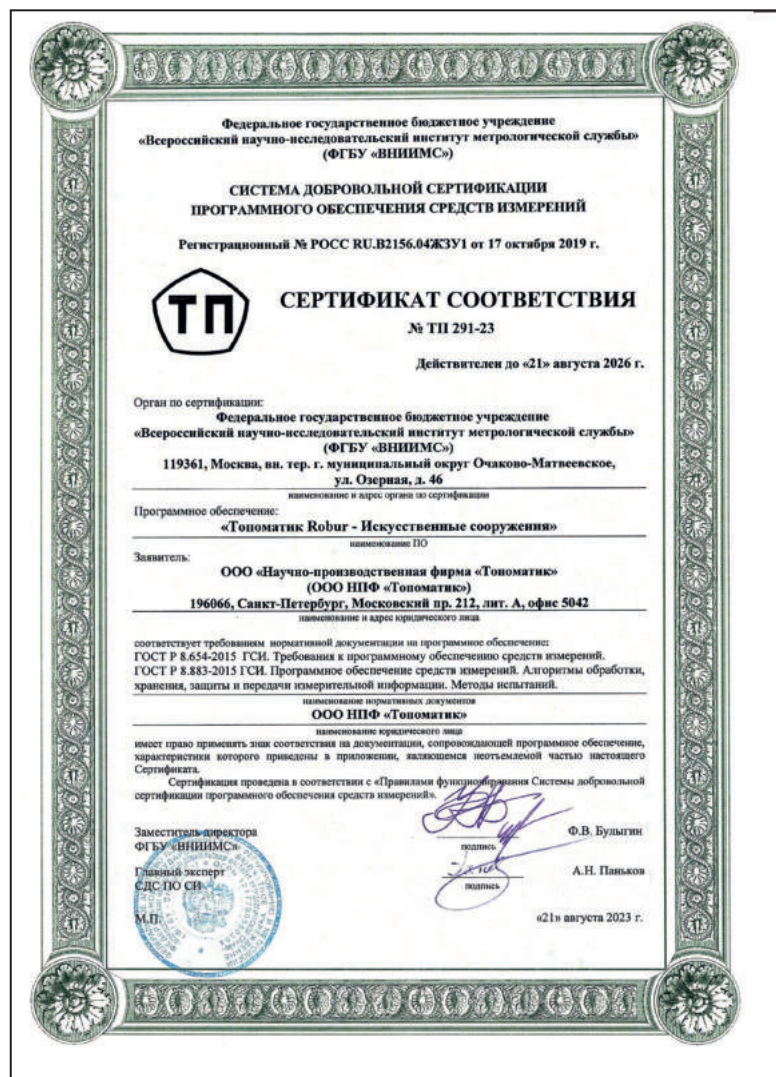 Федеральное государственное бюджетное учреждение
«Всероссийский научно-исследовательский институт метрологической службы»
(ФГБУ «ВНИИМС»)
СИСТЕМА ДОБРОВОЛЬНОЙ СЕРТИФИКАЦИИ
ПРОГРАММНОГО ОБЕСПЕЧЕНИЯ СРЕДСТВ ИЗМЕРЕНИЙ
Регистрационный № РОСС RU.В2156.04ЖЗУ1 от 17 октября 2019 г.
ТП
СЕРТИФИКАТ СООТВЕТСТВИЯ
№ ТП 291-23
Действителен до «21» августа 2026 г.
Орган по сертификации:
Федеральное государственное бюджетное учреждение
«Всероссийский научно-исследовательский институт метрологической службы»
(ФГБУ «ВНИИМС»)
119361, Москва, вн. тер. г. муниципальный округ Очаково-Матвеевское,
ул. Озерная, д. 46
наименование и адрес органа по сертификации
Программное обеспечение:
«Топоматик Robur - Искусственные сооружения»
наименование ПО
Заявитель:
ООО «Научно-производственная фирма «Топоматик»
(ООО НПФ «Топоматик»)
196066, Санкт-Петербург, Московский пр. 212, лит. А, офис 5042
наименование и адрес юридического лица
соответствует требованиям нормативной документации на программное обеспечение:
ГОСТ Р 8.654-2015 ГСИ. Требования к программному обеспечению средств измерений.
ГОСТ Р 8.883-2015 ГСИ. Программное обеспечение средств измерений. Алгоритмы обработки,
хранения, защиты и передачи измерительной информации. Методы испытаний.
наименование нормативных документов
ООО НПФ «Топоматик»
наименование юридического лица
имеет право применять знак соответствия на документации, сопровождающей программное обеспечение,
характеристики которого приведены в приложении, являющемся неотъемлемой частью настоящего
Сертификата.
Сертификация проведена в соответствии с «Правилами функционирования Системы добровольной
сертификации программного обеспечения средств измерений».
Заместитель директора
ФГБУ «ВНИИМС»
подпись
Ф.В. Булыгин
Главный эксперт
СДС ПО СИ
подпись
А.Н. Паньков
М.П.
«21» августа 2023 г.